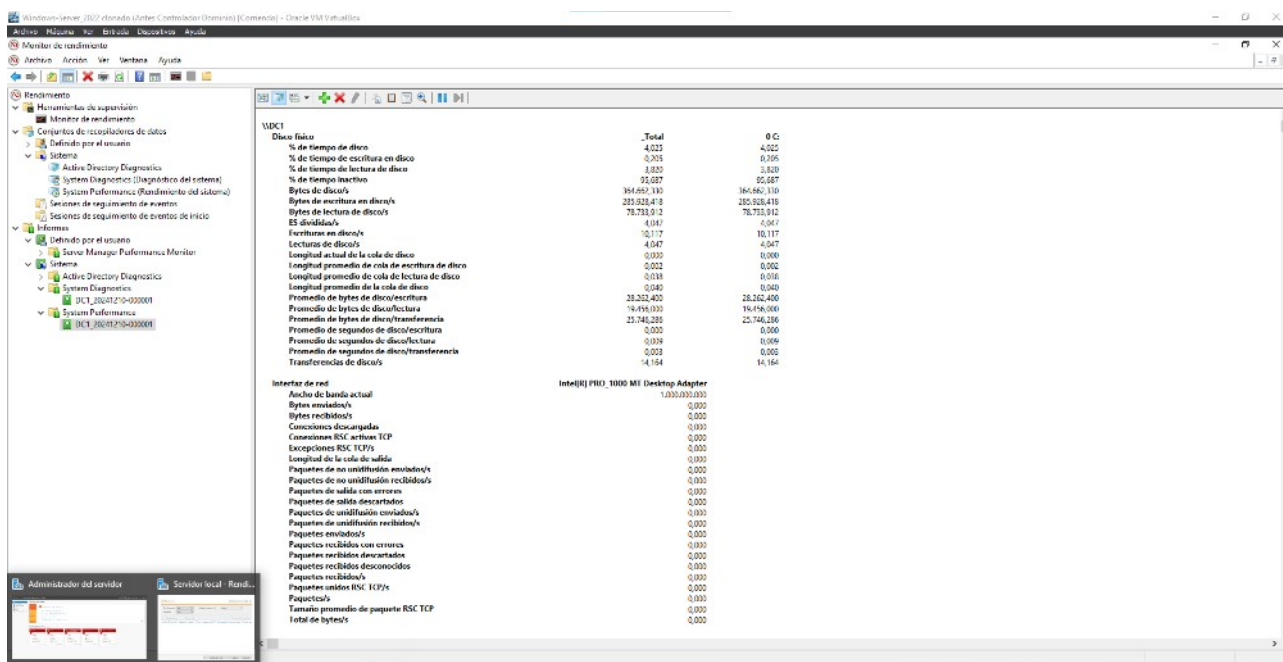 Windows-Server_2022 clonado (Antes Controlador Dominio) [Corriendo] - Oracle VM VirtualBox
Archivo Máquina Ver Entrada Dispositivos Ayuda
Monitor de rendimiento
Archivo Acción Ver Ventana Ayuda
Rendimiento
Herramientas de supervisión
Monitor de rendimiento
Conjuntos de recopiladores de datos
Definido por el usuario
Sistema
Active Directory Diagnostics
System Diagnostics (Diagnóstico del sistema)
System Performance (Rendimiento del sistema)
Sesiones de seguimiento de eventos
Sesiones de seguimiento de eventos de inicio
Informes
Definido por el usuario
Server Manager Performance Monitor
Sistema
Active Directory Diagnostics
System Diagnostics
DC1_20241210-000001
System Performance
DC1_20241210-000001
\\DC1
Disco físico _Total 0 C:
% de tiempo de disco 4,025 4,025
% de tiempo de escritura en disco 0,205 0,205
% de tiempo de lectura de disco 3,820 3,820
% de tiempo inactivo 95,687 95,687
Bytes de disco/s 364.662,330 364.662,330
Bytes de escritura en disco/s 285.928,418 285.928,418
Bytes de lectura de disco/s 78.733,912 78.733,912
ES divididas/s 4,047 4,047
Escrituras en disco/s 10,117 10,117
Lecturas de disco/s 4,047 4,047
Longitud actual de la cola de disco 0,000 0,000
Longitud promedio de cola de escritura de disco 0,002 0,002
Longitud promedio de cola de lectura de disco 0,038 0,038
Longitud promedio de la cola de disco 0,040 0,040
Promedio de bytes de disco/escritura 28.262,400 28.262,400
Promedio de bytes de disco/lectura 19.456,000 19.456,000
Promedio de bytes de disco/transferencia 25.746,286 25.746,286
Promedio de segundos de disco/escritura 0,000 0,000
Promedio de segundos de disco/lectura 0,009 0,009
Promedio de segundos de disco/transferencia 0,003 0,003
Transferencias de disco/s 14,164 14,164
Interfaz de red Intel[R] PRO_1000 MT Desktop Adapter
Ancho de banda actual 1.000.000.000
Bytes enviados/s 0,000
Bytes recibidos/s 0,000
Conexiones descargadas 0,000
Conexiones RSC activas TCP 0,000
Excepciones RSC TCP/s 0,000
Longitud de la cola de salida 0,000
Paquetes de no unidifusión enviados/s 0,000
Paquetes de no unidifusión recibidos/s 0,000
Paquetes de salida con errores 0,000
Paquetes de salida descartados 0,000
Paquetes de unidifusión enviados/s 0,000
Paquetes de unidifusión recibidos/s 0,000
Paquetes enviados/s 0,000
Paquetes recibidos con errores 0,000
Paquetes recibidos descartados 0,000
Paquetes recibidos desconocidos 0,000
Paquetes recibidos/s 0,000
Paquetes unidos RSC TCP/s 0,000
Paquetes/s 0,000
Tamaño promedio de paquete RSC TCP 0,000
Total de bytes/s 0,000
Administrador del servidor
Servidor local - Rendi...